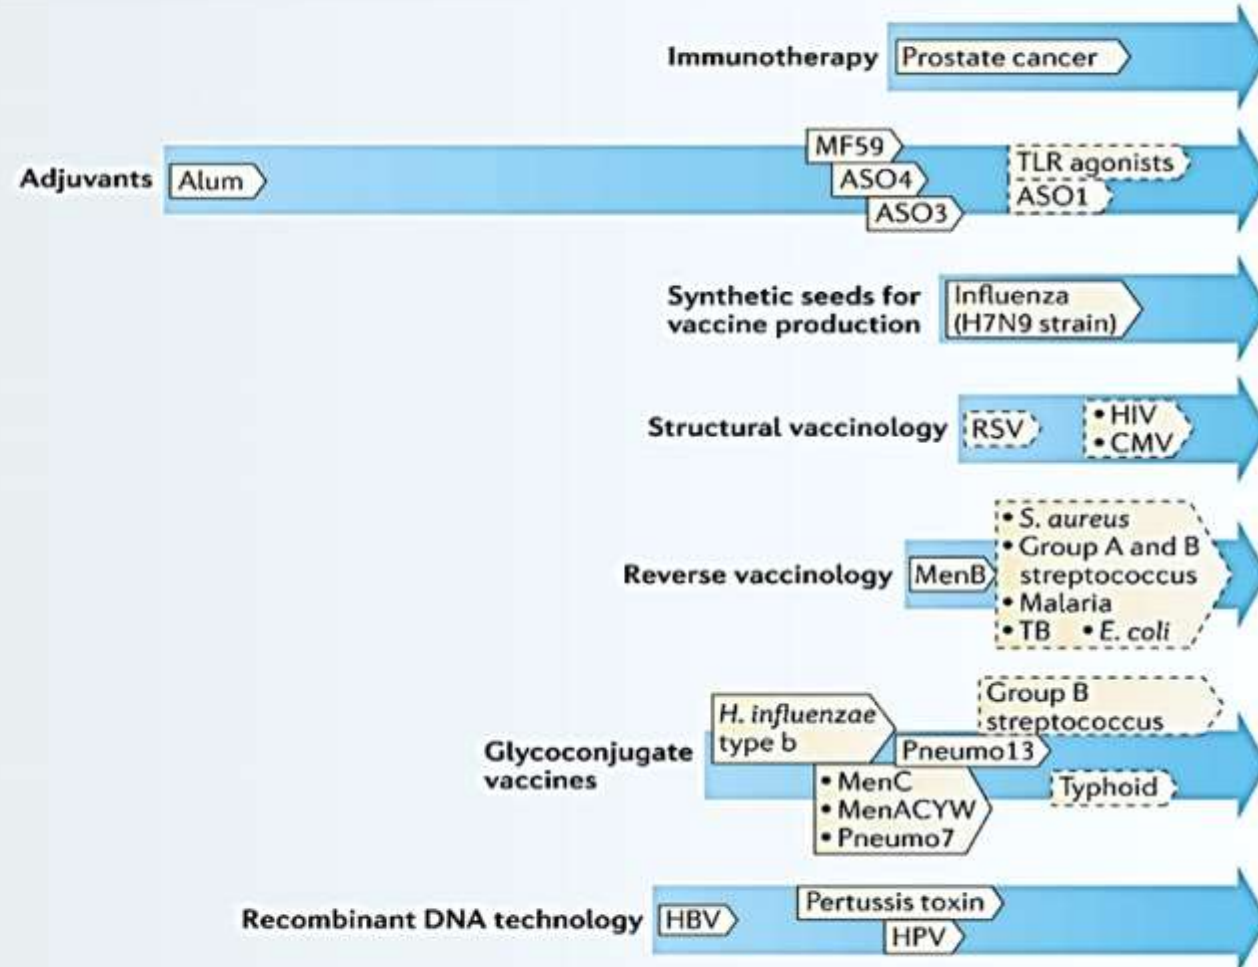 Immunotherapy
Prostate cancer
Adjuvants
Alum
MF59
ASO4
ASO3
TLR agonists
ASO1
Synthetic seeds for
vaccine production
Influenza
(H7N9 strain)
Structural vaccinology
RSV
• HIV
• CMV
Reverse vaccinology
MenB
• S. aureus
• Group A and B
streptococcus
• Malaria
• TB • E. coli
Glycoconjugate
vaccines
H. influenzae
type b
• MenC
• MenACYW
• Pneumo7
Pneumo13
Group B
streptococcus
Typhoid
Recombinant DNA technology
HBV
Pertussis toxin
HPV